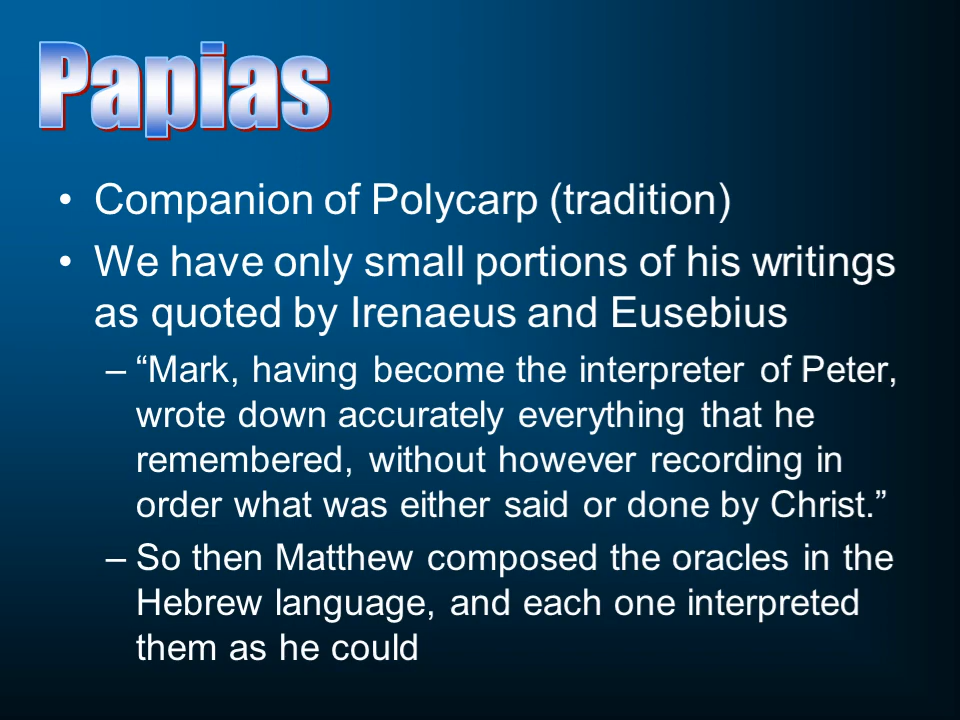 Papias
• Companion of Polycarp (tradition)
• We have only small portions of his writings
as quoted by Irenaeus and Eusebius
– “Mark, having become the interpreter of Peter,
wrote down accurately everything that he
remembered, without however recording in
order what was either said or done by Christ.”
– So then Matthew composed the oracles in the
Hebrew language, and each one interpreted
them as he could